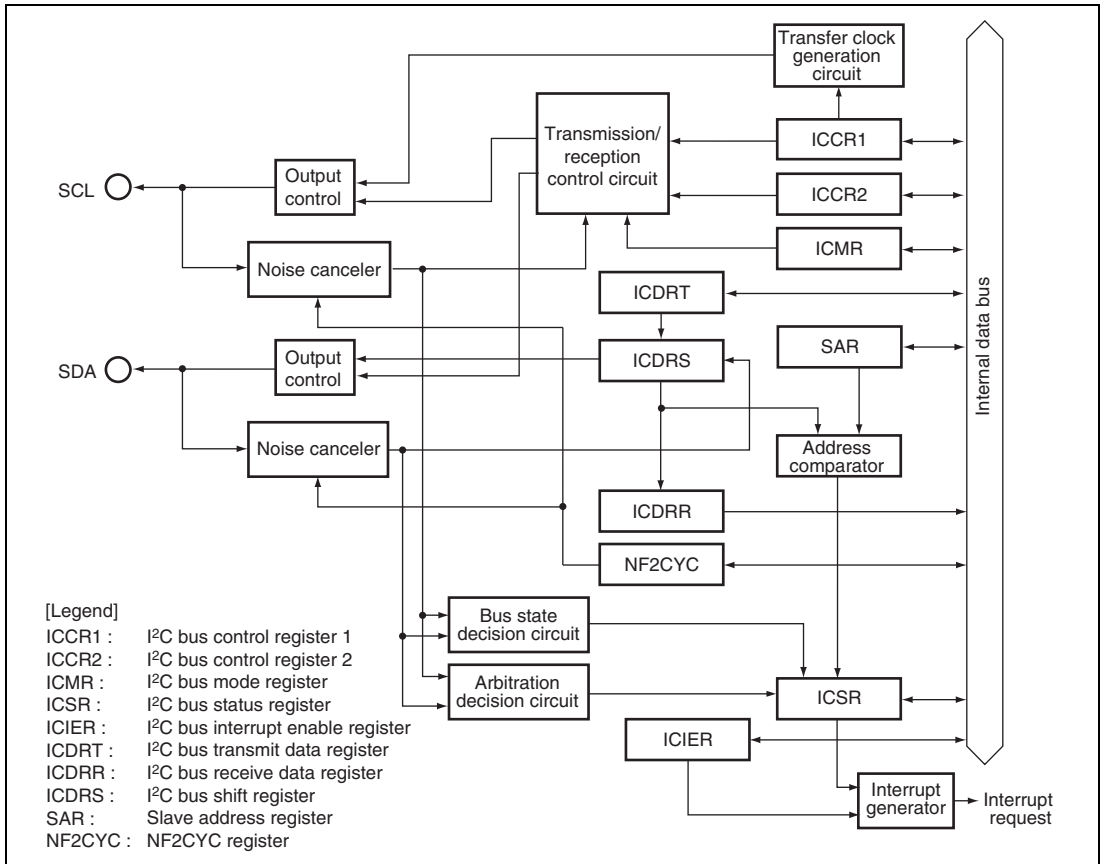 Transfer clock
generation
circuit
Transmission/
reception
control circuit
ICCR1
Output
control
SCL
ICCR2
ICMR
Noise canceler
ICDRT
Internal data bus
SAR
Output
control
ICDRS
SDA
Noise canceler
Address
comparator
ICDRR
NF2CYC
Bus state
decision circuit
Arbitration
decision circuit
ICSR
ICIER
Interrupt
generator
Interrupt
request
[Legend]
ICCR1 : I²C bus control register 1
ICCR2 : I²C bus control register 2
ICMR : I²C bus mode register
ICSR : I²C bus status register
ICIER : I²C bus interrupt enable register
ICDRT : I²C bus transmit data register
ICDRR : I²C bus receive data register
ICDRS : I²C bus shift register
SAR : Slave address register
NF2CYC : NF2CYC register